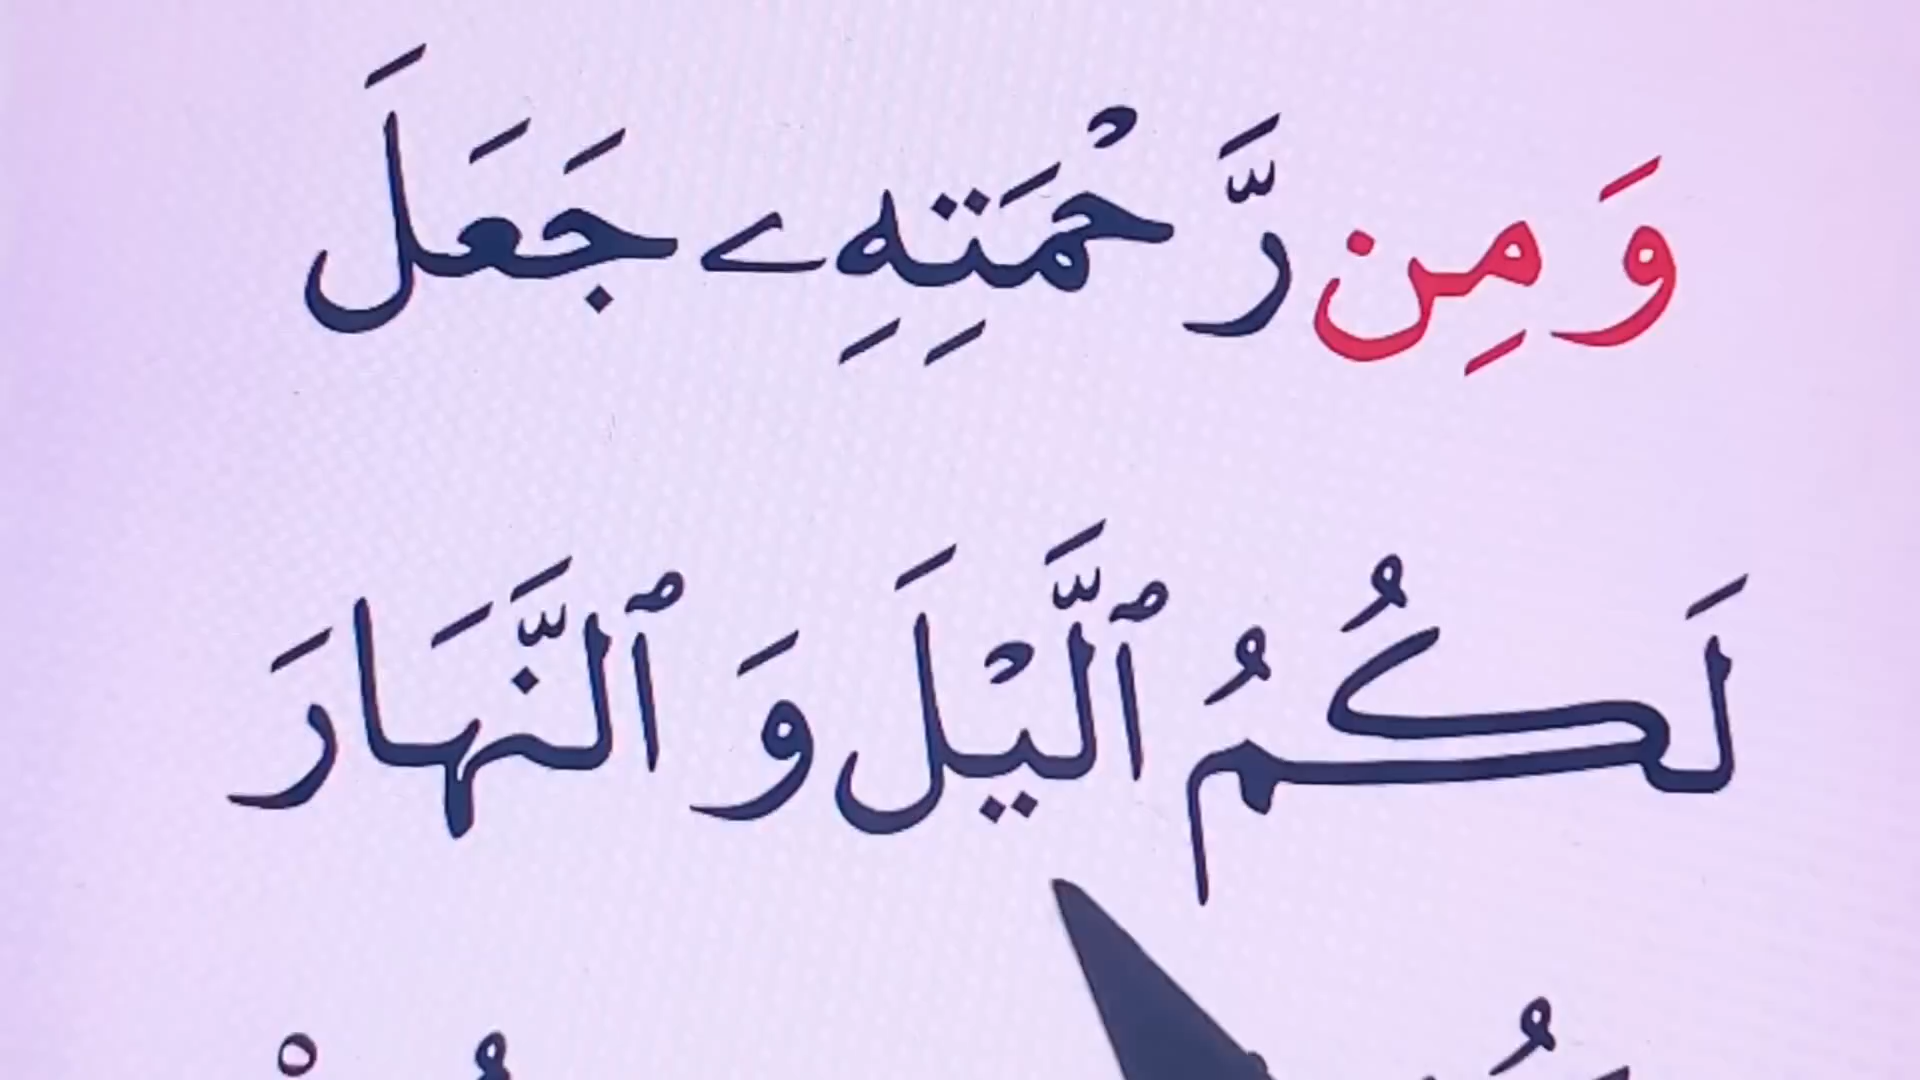 وَمِن رَّحْمَتِهِۦ جَعَلَ
لَكُمُ ٱلَّيْلَ وَٱلنَّهَارَ